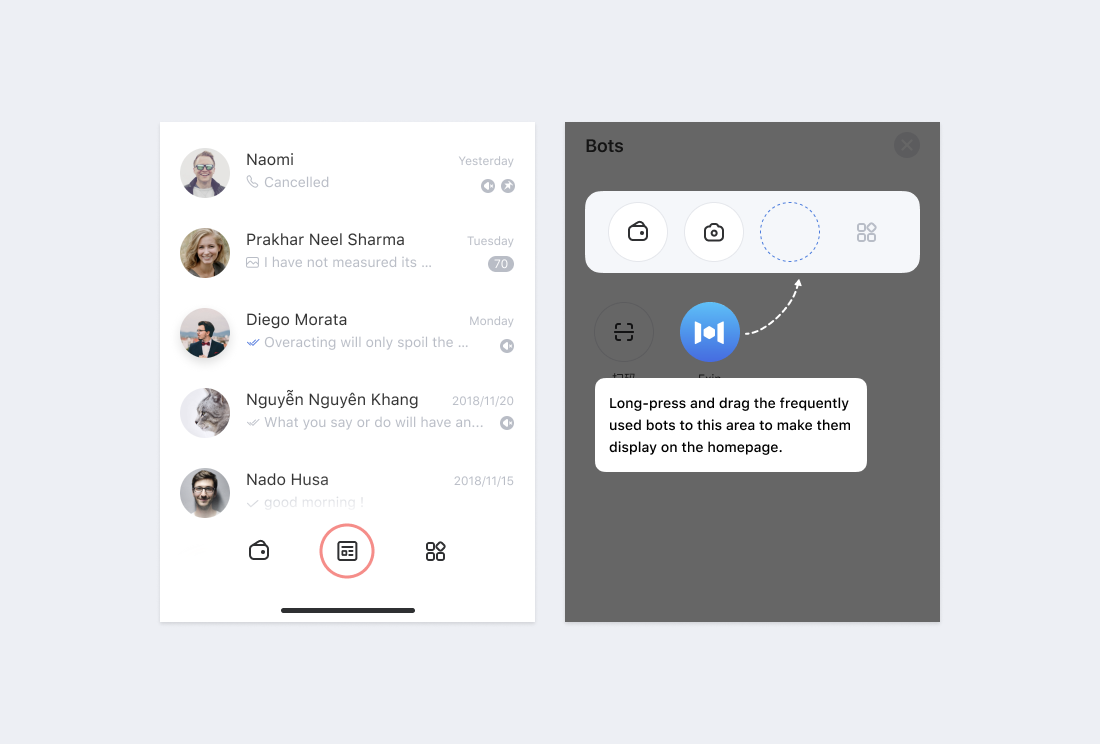 Naomi
Yesterday
Cancelled
Prakhar Neel Sharma
Tuesday
I have not measured its ...
70
Diego Morata
Monday
Overacting will only spoil the ...
Nguyễn Nguyên Khang
2018/11/20
What you say or do will have an...
Nado Husa
2018/11/15
good morning !
Bots
Long-press and drag the frequently
used bots to this area to make them
display on the homepage.